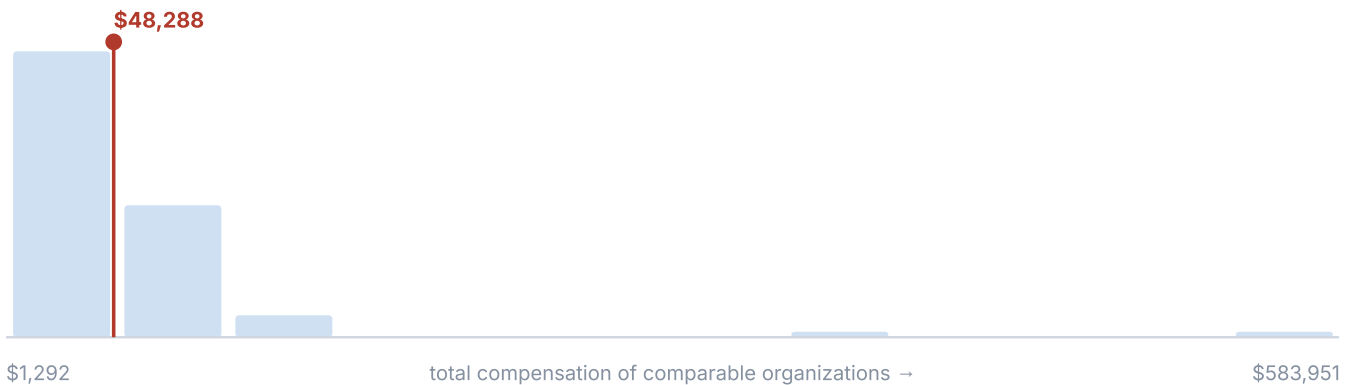 $48,288
$1,292
total compensation of comparable organizations →
$583,951